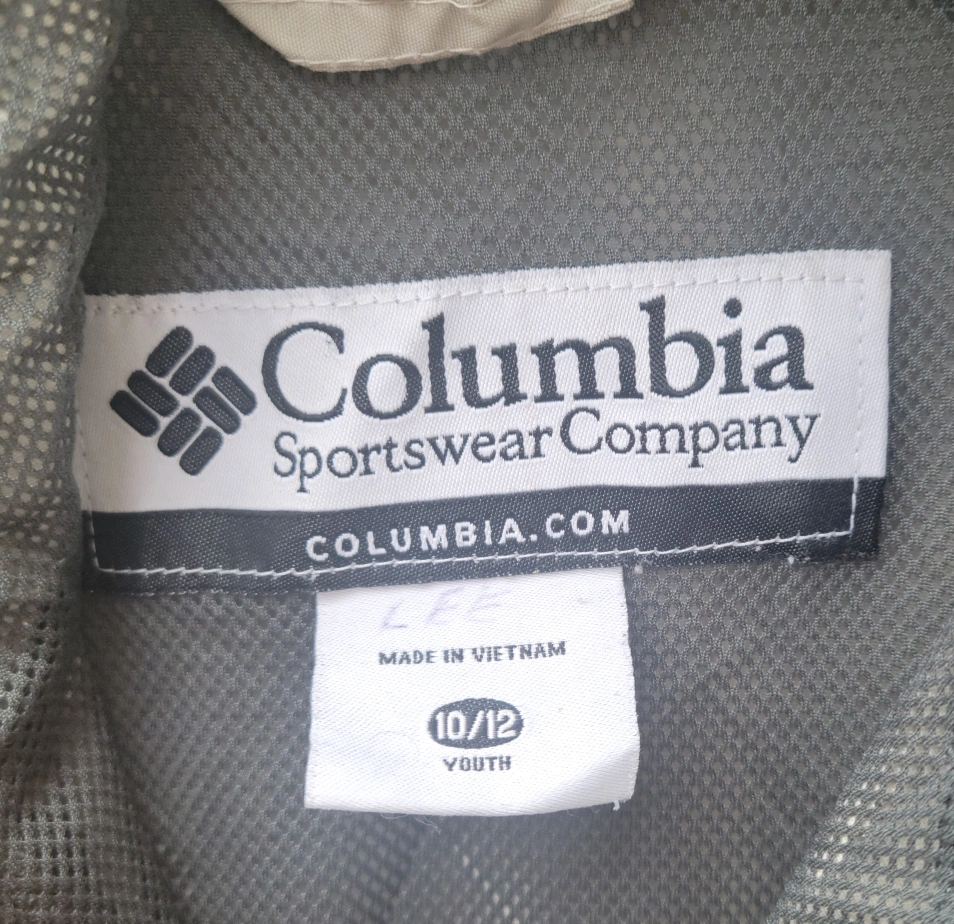 Columbia
Sportswear Company
COLUMBIA.COM
LEE
MADE IN VIETNAM
10/12
YOUTH